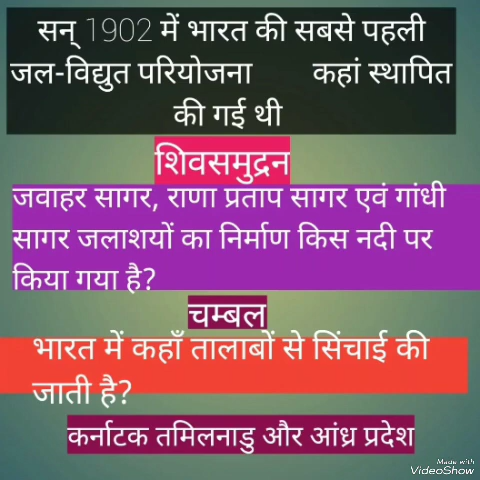 सन् 1902 में भारत की सबसे पहली
जल-विद्युत परियोजना कहां स्थापित
की गई थी
शिवसमुद्रन
जवाहर सागर, राणा प्रताप सागर एवं गांधी
सागर जलाशयों का निर्माण किस नदी पर
किया गया है?
चम्बल
भारत में कहाँ तालाबों से सिंचाई की
जाती है?
कर्नाटक तमिलनाडु और आंध्र प्रदेश
Made with
VideoShow